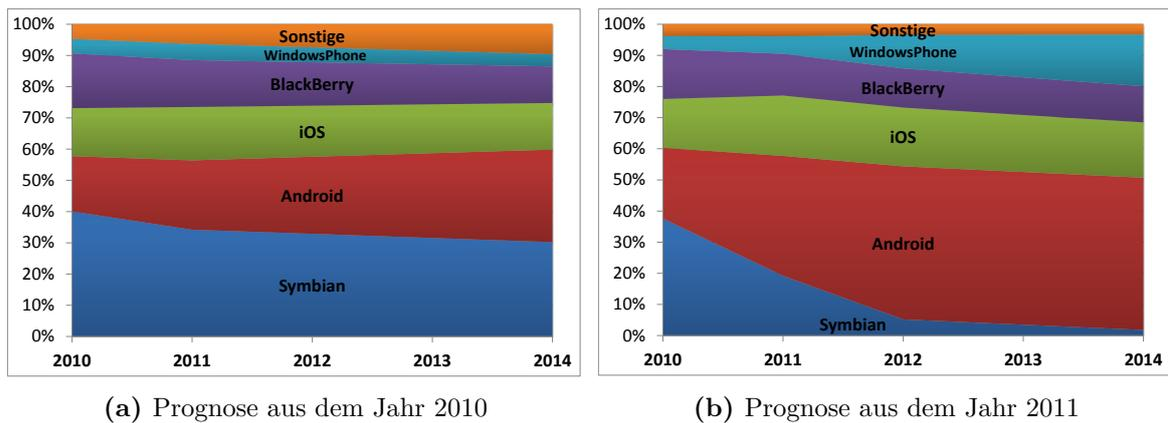 100%
90%
80%
70%
60%
50%
40%
30%
20%
10%
0%
Sonstige
WindowsPhone
BlackBerry
iOS
Android
Symbian
2010 2011 2012 2013 2014
(a) Prognose aus dem Jahr 2010
100%
90%
80%
70%
60%
50%
40%
30%
20%
10%
0%
Sonstige
WindowsPhone
BlackBerry
iOS
Android
Symbian
2010 2011 2012 2013 2014
(b) Prognose aus dem Jahr 2011